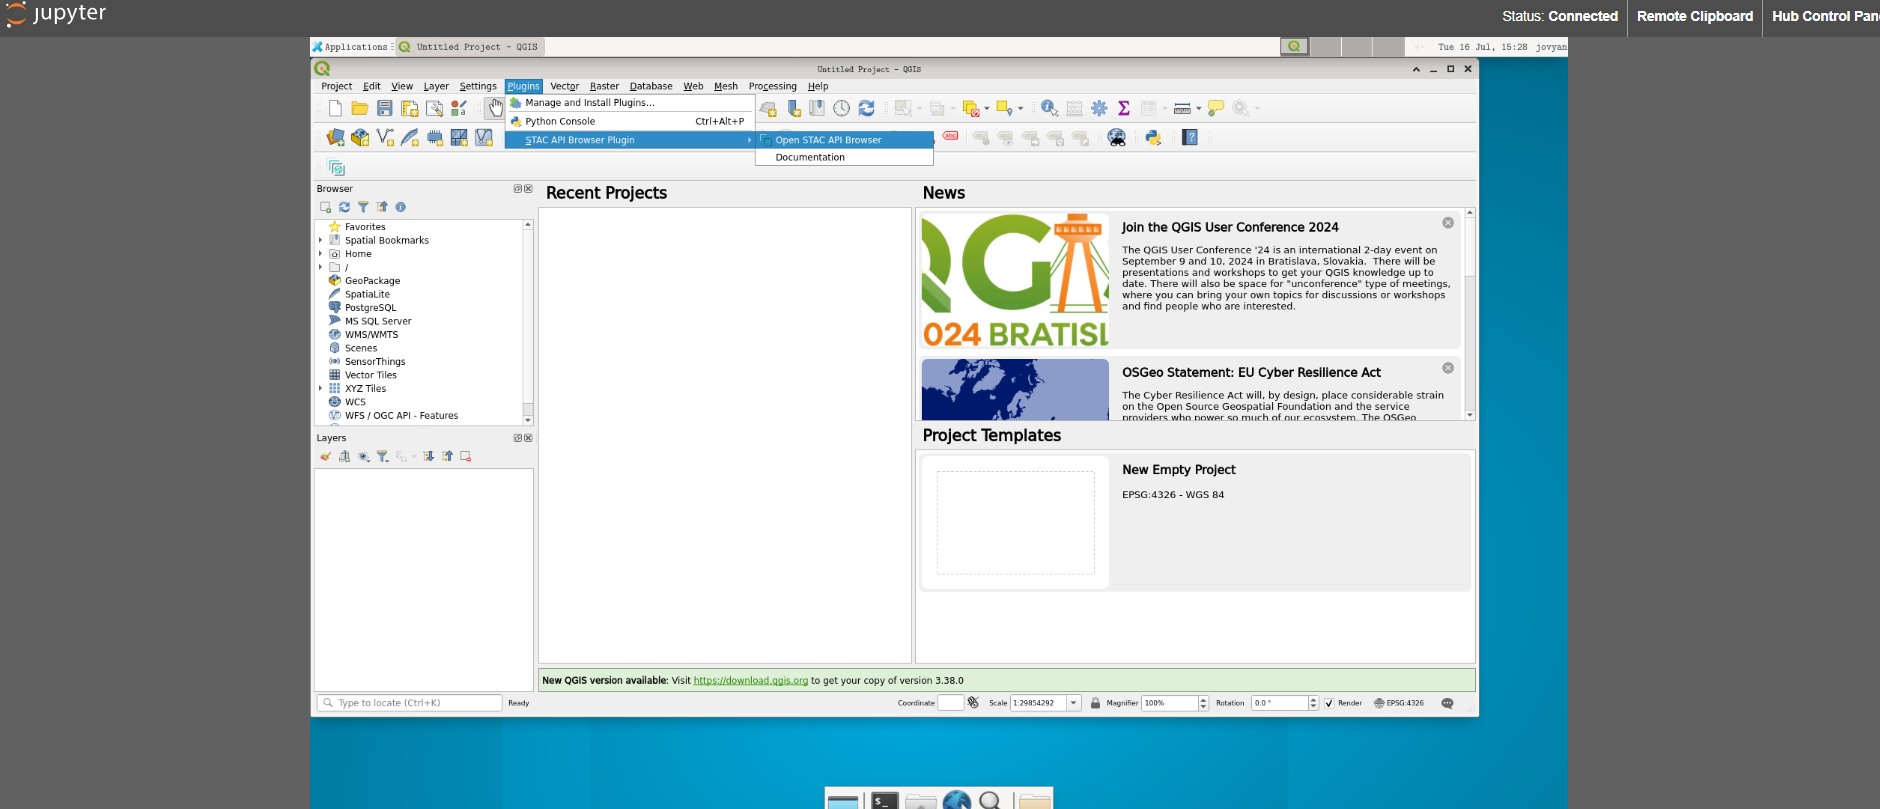 jupyter
Status: Connected
Remote Clipboard
Hub Control Pan
Applications
Untitled Project - QGIS
Tue 16 Jul, 15:28
jovyan
Untitled Project - QGIS
Project Edit View Layer Settings Plugins Vector Raster Database Web Mesh Processing Help
Manage and Install Plugins...
Python Console Ctrl+Alt+P
STAC API Browser Plugin
Open STAC API Browser
Documentation
abc
Browser
Favorites
Spatial Bookmarks
Home
/
GeoPackage
SpatiaLite
PostgreSQL
MS SQL Server
WMS/WMTS
Scenes
SensorThings
Vector Tiles
XYZ Tiles
WCS
WFS / OGC API - Features
Layers
Recent Projects
News
QGIS
024 BRATISL
Join the QGIS User Conference 2024
The QGIS User Conference '24 is an international 2-day event on
September 9 and 10, 2024 in Bratislava, Slovakia. There will be
presentations and workshops to get your QGIS knowledge up to
date. There will also be space for "unconference" type of meetings,
where you can bring your own topics for discussions or workshops
and find people who are interested.
OSGeo Statement: EU Cyber Resilience Act
The Cyber Resilience Act will, by design, place considerable strain
on the Open Source Geospatial Foundation and the service
providers who power so much of our ecosystem. The OSGeo
Project Templates
New Empty Project
EPSG:4326 - WGS 84
New QGIS version available: Visit https://download.qgis.org to get your copy of version 3.38.0
Type to locate (Ctrl+K)
Ready
Coordinate
Scale 1:29854292
Magnifier 100%
Rotation 0.0 °
Render
EPSG:4326